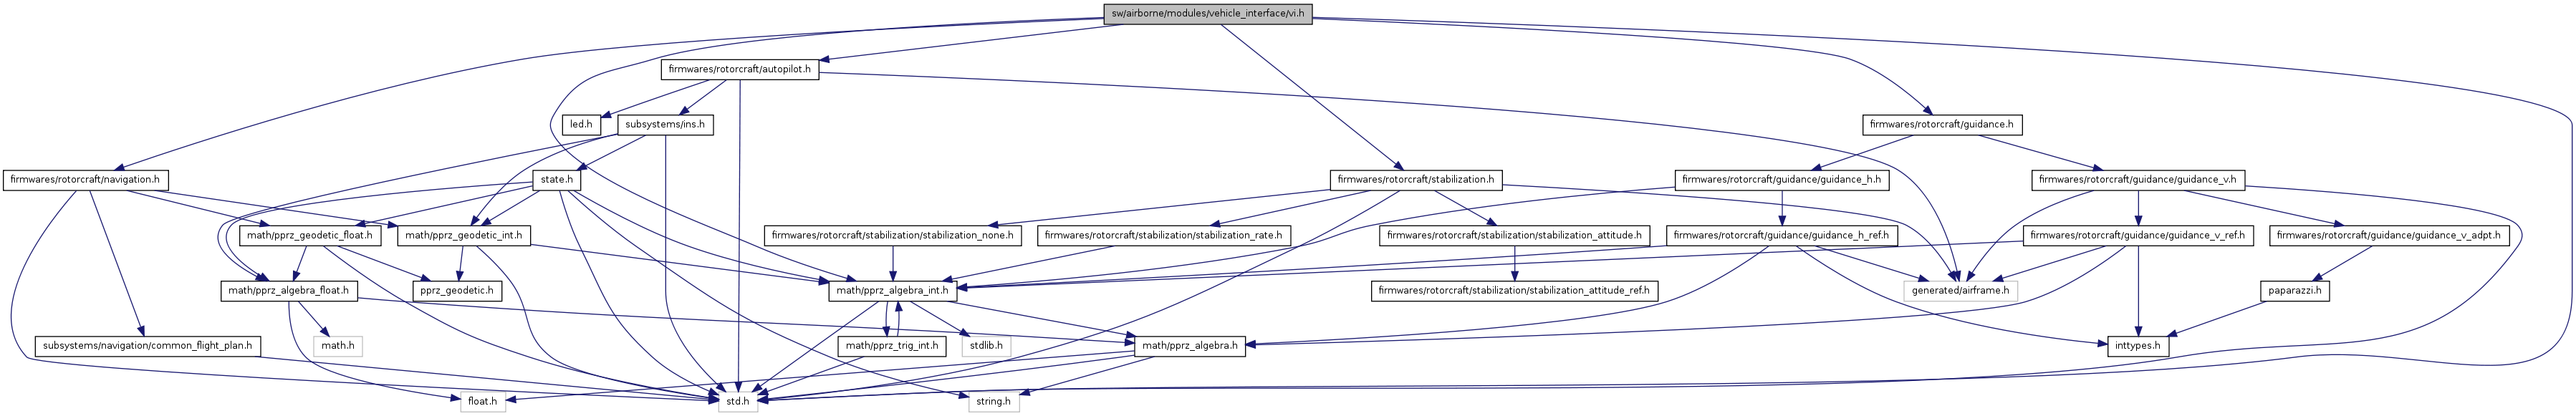 sw/airborne/modules/vehicle_interface/vi.h
firmwares/rotorcraft/autopilot.h
led.h
subsystems/ins.h
firmwares/rotorcraft/guidance.h
firmwares/rotorcraft/navigation.h
state.h
firmwares/rotorcraft/stabilization.h
firmwares/rotorcraft/guidance/guidance_h.h
firmwares/rotorcraft/guidance/guidance_v.h
math/pprz_geodetic_float.h
math/pprz_geodetic_int.h
firmwares/rotorcraft/stabilization/stabilization_none.h
firmwares/rotorcraft/stabilization/stabilization_rate.h
firmwares/rotorcraft/stabilization/stabilization_attitude.h
firmwares/rotorcraft/guidance/guidance_h_ref.h
firmwares/rotorcraft/guidance/guidance_v_ref.h
firmwares/rotorcraft/guidance/guidance_v_adpt.h
math/pprz_algebra_float.h
pprz_geodetic.h
math/pprz_algebra_int.h
firmwares/rotorcraft/stabilization/stabilization_attitude_ref.h
generated/airframe.h
paparazzi.h
subsystems/navigation/common_flight_plan.h
math.h
math/pprz_trig_int.h
stdlib.h
math/pprz_algebra.h
inttypes.h
float.h
std.h
string.h